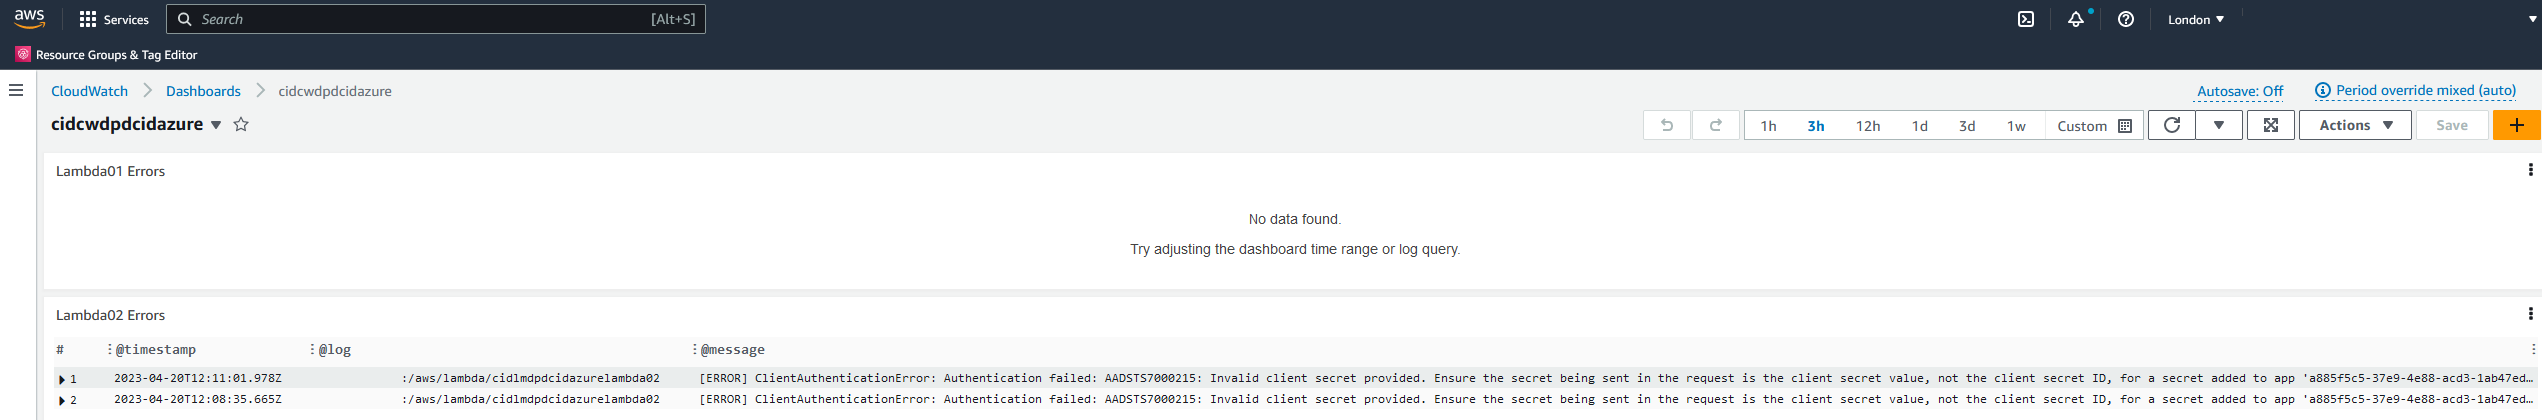 aws Services Search [Alt+S] London
Resource Groups & Tag Editor
CloudWatch Dashboards cidcwdpdcidazure Autosave: Off Period override mixed (auto)
cidcwdpdcidazure 1h 3h 12h 1d 3d 1w Custom Actions Save
Lambda01 Errors
No data found.
Try adjusting the dashboard time range or log query.
Lambda02 Errors
# @timestamp @log @message
1 2023-04-20T12:11:01.978Z :/aws/lambda/cidlmdpdcidazurelambda02 [ERROR] ClientAuthenticationError: Authentication failed: AADSTS7000215: Invalid client secret provided. Ensure the secret being sent in the request is the client secret value, not the client secret ID, for a secret added to app 'a885f5c5-37e9-4e88-acd3-1ab47ed…
2 2023-04-20T12:08:35.665Z :/aws/lambda/cidlmdpdcidazurelambda02 [ERROR] ClientAuthenticationError: Authentication failed: AADSTS7000215: Invalid client secret provided. Ensure the secret being sent in the request is the client secret value, not the client secret ID, for a secret added to app 'a885f5c5-37e9-4e88-acd3-1ab47ed…